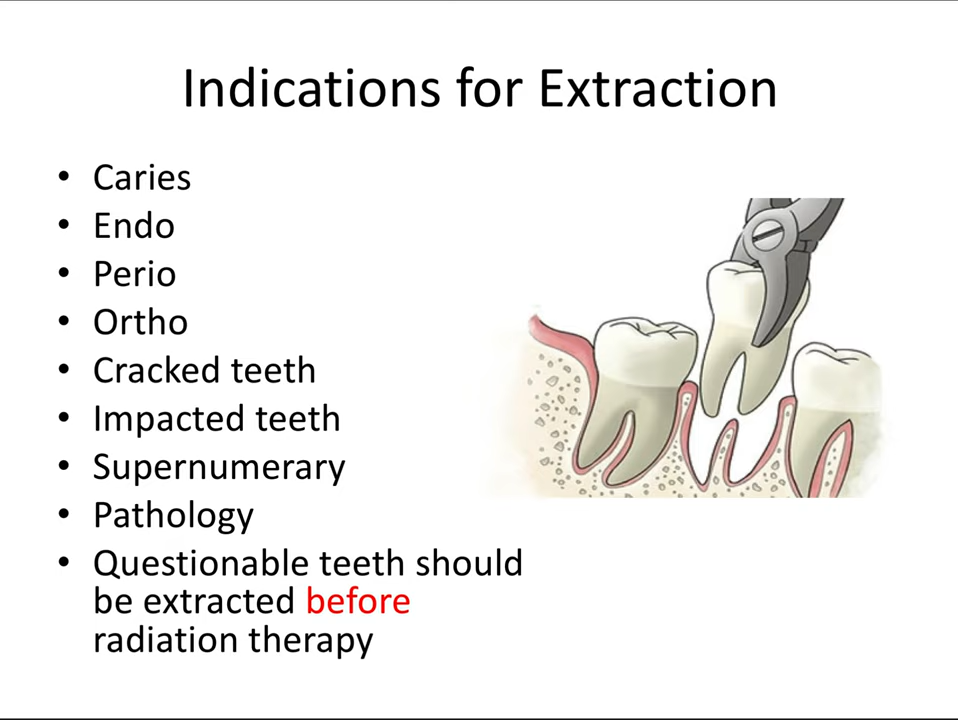 Indications for Extraction
• Caries
• Endo
• Perio
• Ortho
• Cracked teeth
• Impacted teeth
• Supernumerary
• Pathology
• Questionable teeth should
be extracted before
radiation therapy